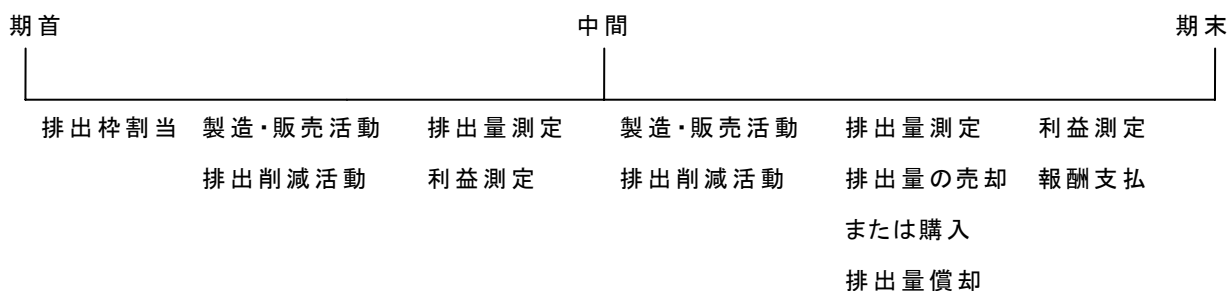 期首 中間 期末
排出枠割当 製造・販売活動 排出量測定 製造・販売活動 排出量測定 利益測定
排出削減活動 利益測定 排出削減活動 排出量の売却 報酬支払
または購入
排出量償却